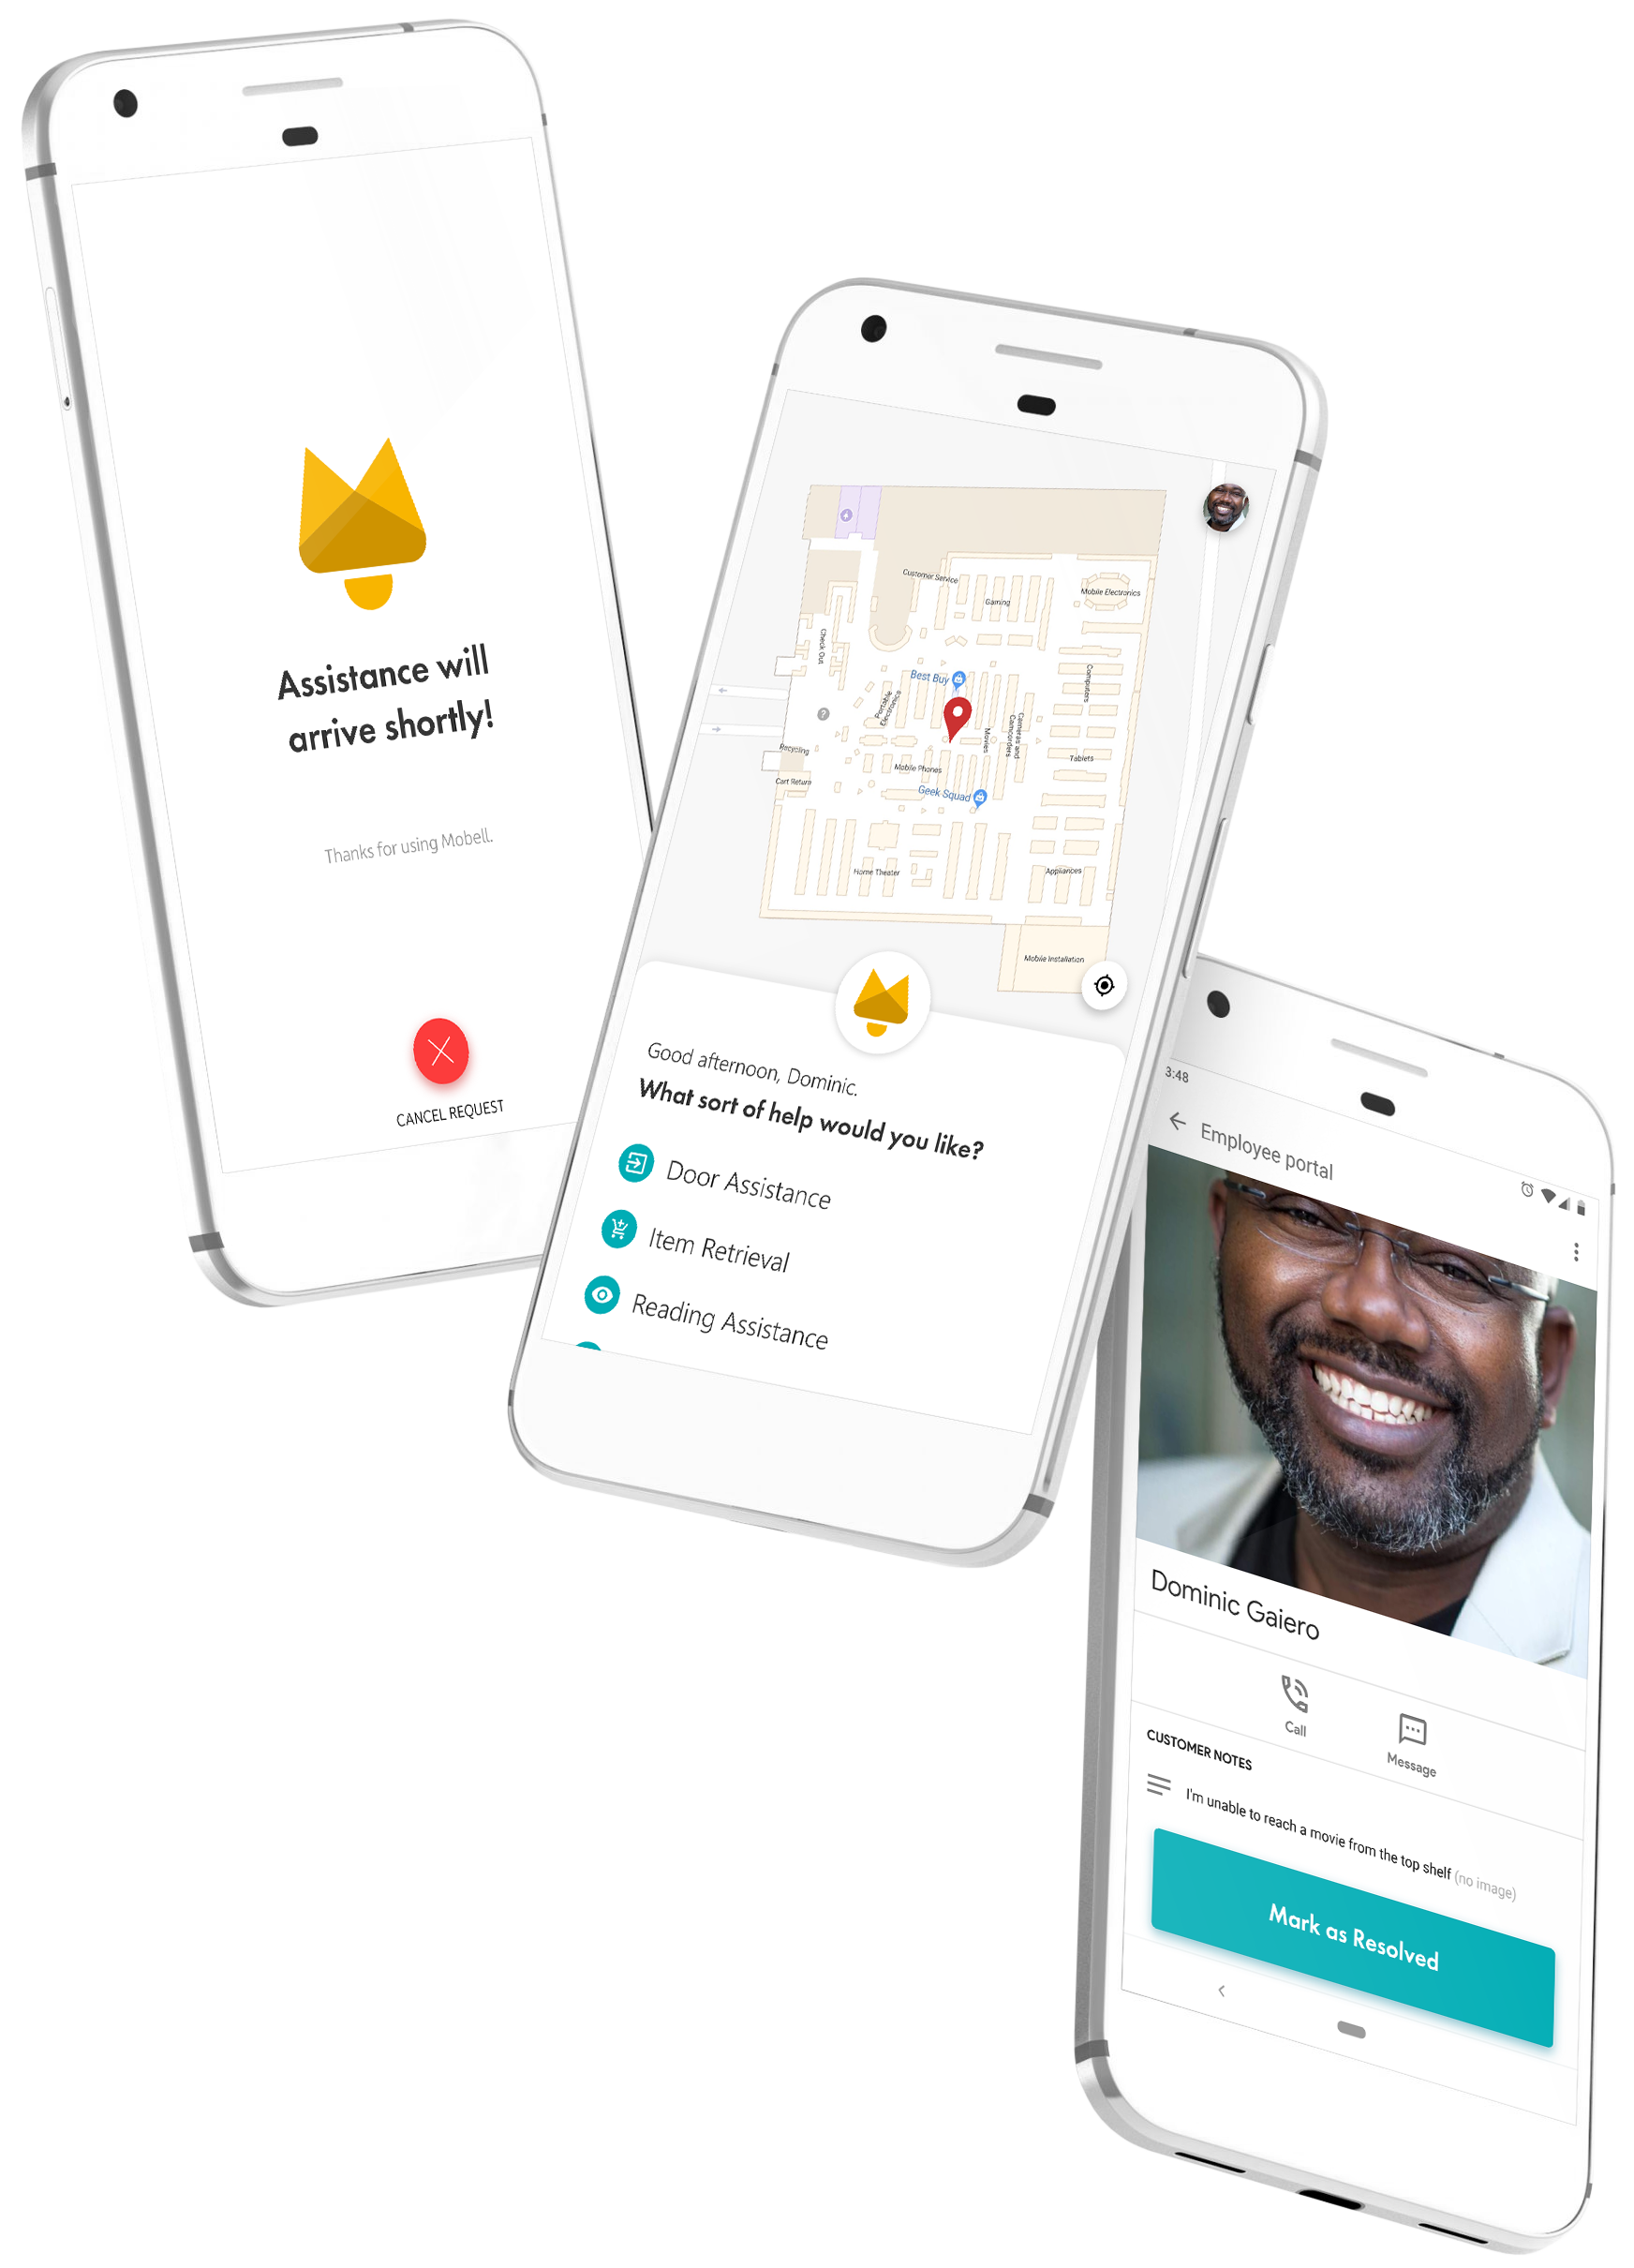 Assistance will
arrive shortly!
Thanks for using Mobell.
CANCEL REQUEST
Customer Service
Gaming
Mobile Electronics
Check Out
Computers
Best Buy
Portable
Electronics
Cameras and
Camcorders
Movies
?
Recycling
Tablets
Mobile Phones
Cart Return
Geek Squad
Home Theater
Appliances
Mobile Installation
Good afternoon, Dominic.
What sort of help would you like?
Door Assistance
Item Retrieval
Reading Assistance
3:48
Employee portal
Dominic Gaiero
Call
Message
CUSTOMER NOTES
I'm unable to reach a movie from the top shelf (no image)
Mark as Resolved